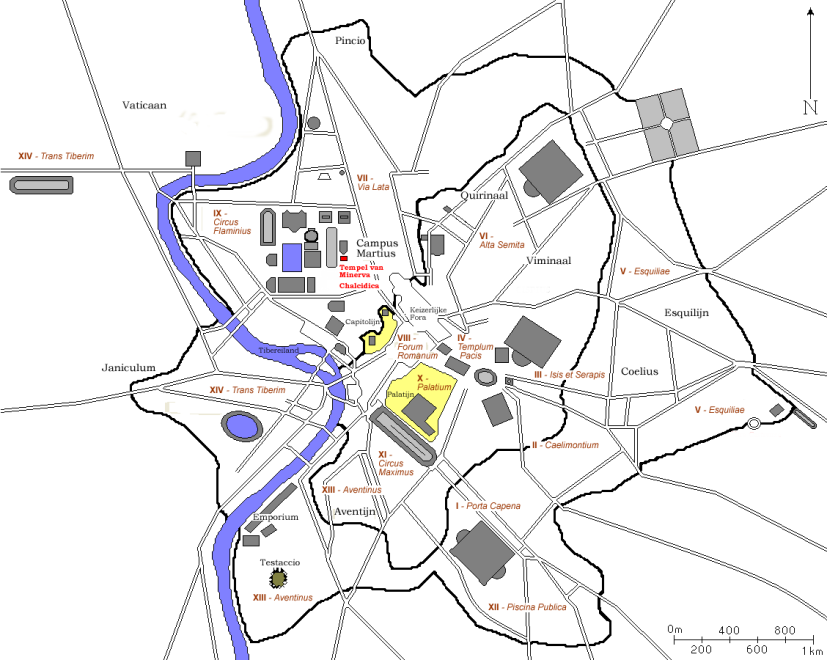 Pincio
Vaticaan
N
XIV - Trans Tiberim
VII -
Via Lata
Quirinaal
IX -
Circus
Flaminius
VI -
Alta Semita
Campus
Martius
Viminaal
Tempel van
Minerva
Chalcidica
V - Esquiliae
Keizerlijke
Fora
Esquilijn
Capitolijn
VIII -
Forum
Romanum
IV -
Templum
Pacis
Tibereiland
Janiculum
III - Isis et Serapis
Coelius
X -
Palatium
Palatijn
XIV - Trans Tiberim
V - Esquiliae
II - Caelimontium
XI -
Circus
Maximus
XIII - Aventinus
I - Porta Capena
Emporium
Aventijn
Testaccio
XIII - Aventinus
XII - Piscina Publica
0m 400 800
200 600 1km